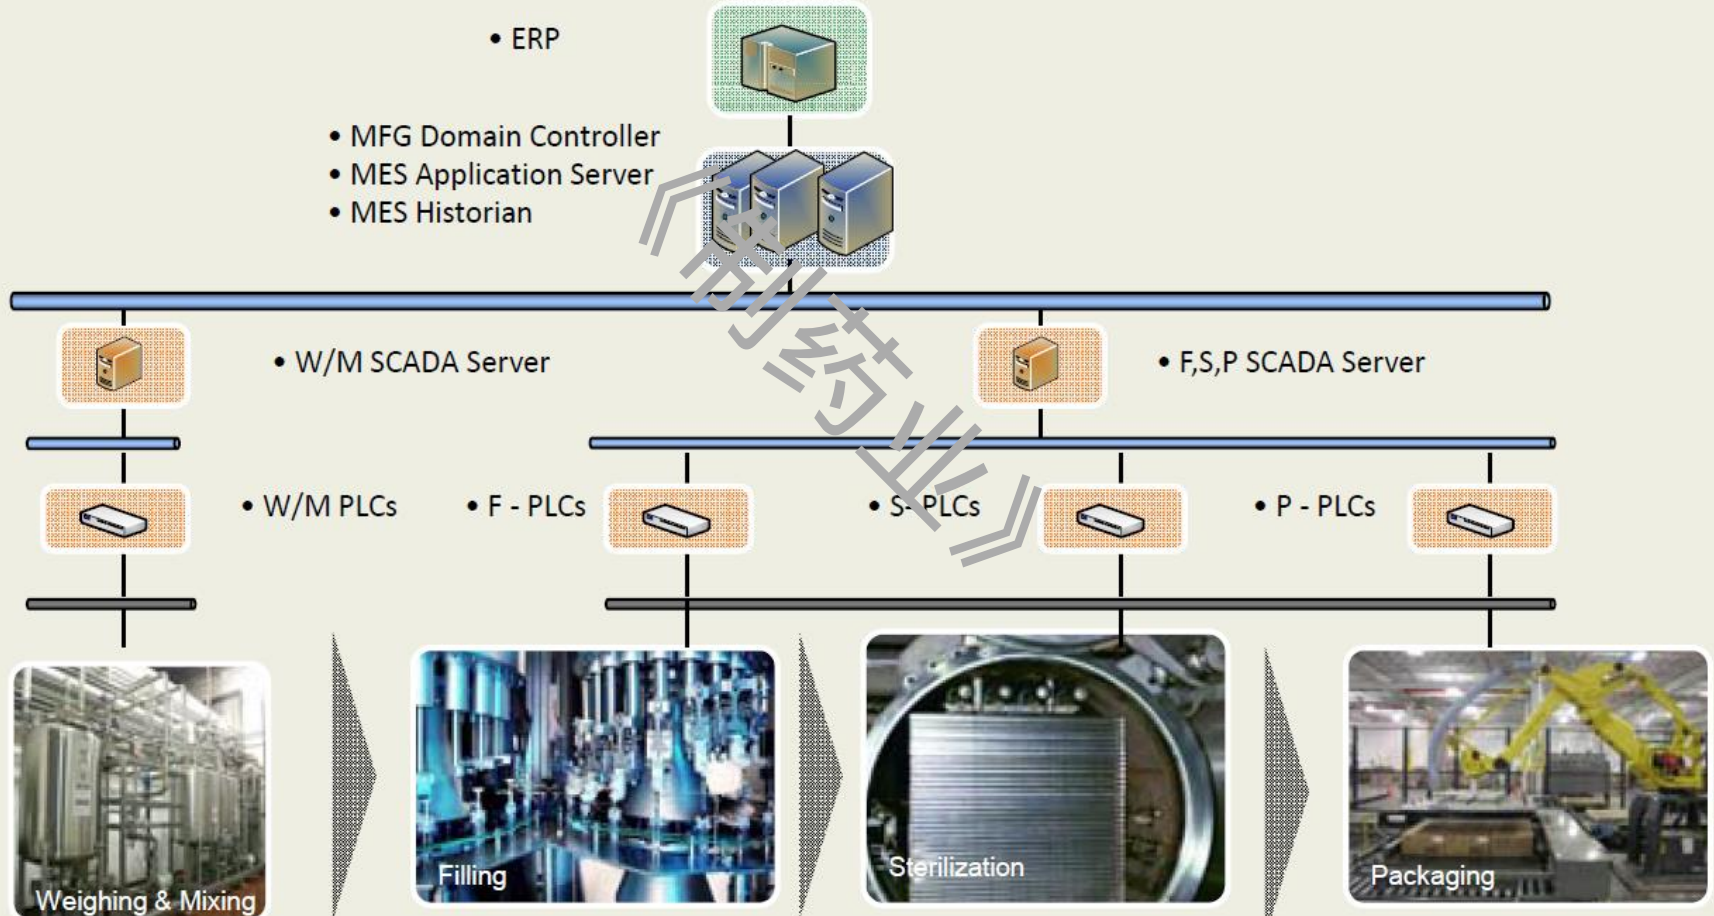 • ERP
• MFG Domain Controller
• MES Application Server
• MES Historian
《制药业》
• W/M SCADA Server
• F,S,P SCADA Server
• W/M PLCs
• F - PLCs
• S- PLCs
• P - PLCs
Weighing & Mixing
Filling
Sterilization
Packaging